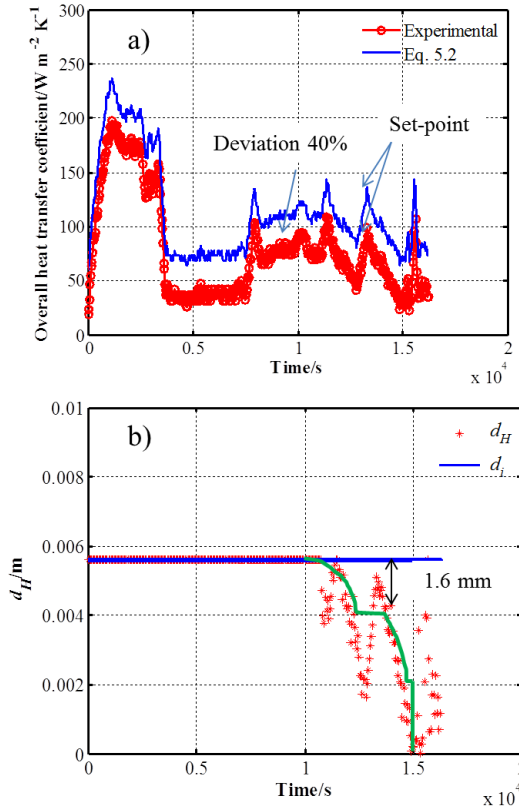 a)
Experimental
Eq. 5.2
Deviation 40%
Set-point
Overall heat transfer coefficient/W m⁻² K⁻¹
300
250
200
150
100
50
0
0 0.5 1 1.5 2
Time/s
x 10⁴
b)
d_H
d_i
1.6 mm
d_H/m
0.01
0.008
0.006
0.004
0.002
0
0 0.5 1 1.5 2
Time/s
x 10⁴